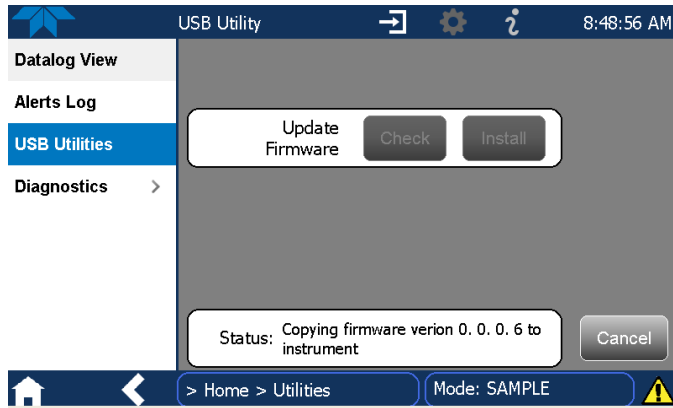 USB Utility
8:48:56 AM
Datalog View
Alerts Log
USB Utilities
Diagnostics
Update
Firmware
Check
Install
Status:
Copying firmware verion 0. 0. 0. 6 to
instrument
Cancel
> Home > Utilities
Mode: SAMPLE